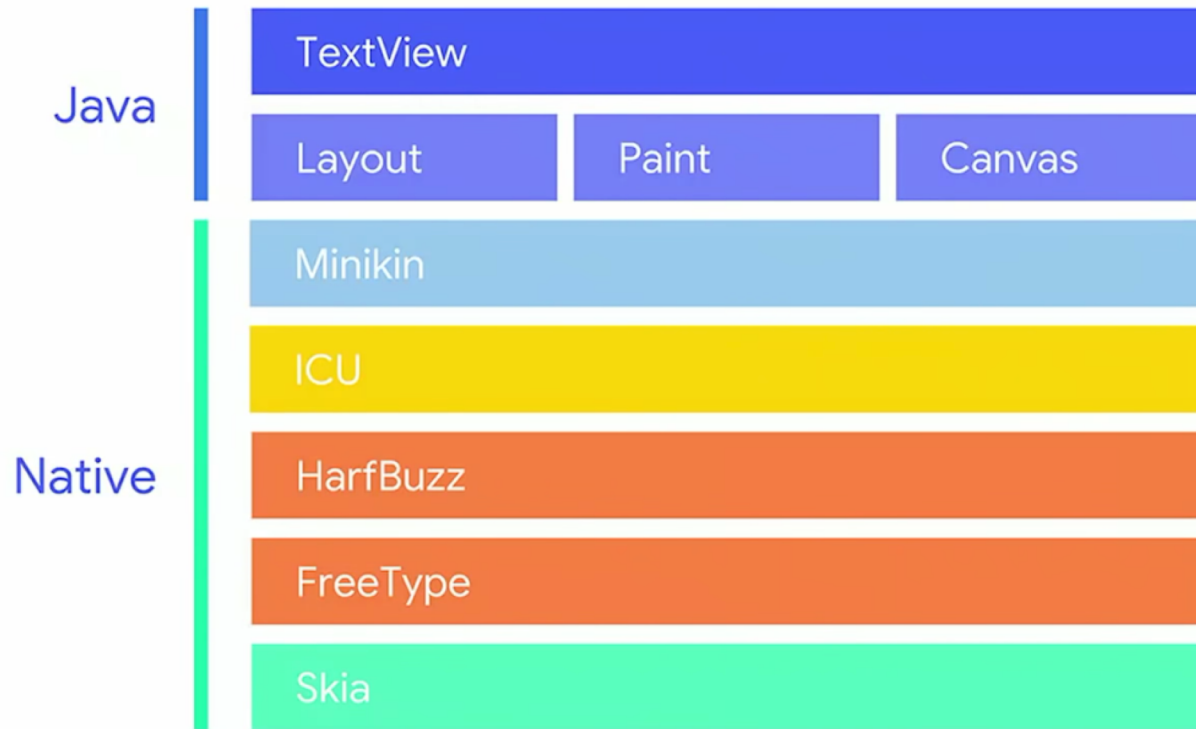 Java
TextView
Layout Paint Canvas
Native
Minikin
ICU
HarfBuzz
FreeType
Skia